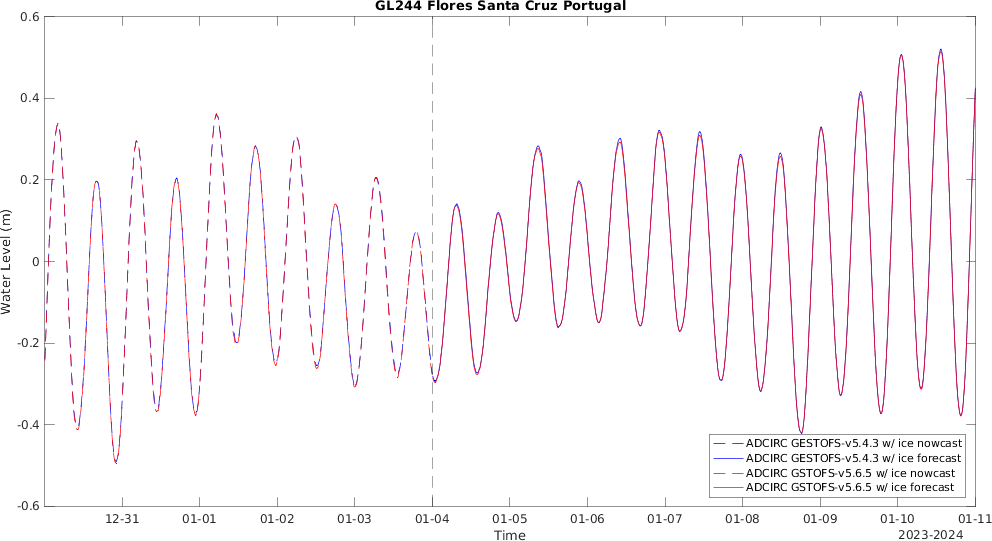 GL244 Flores Santa Cruz Portugal
0.6
0.4
0.2
0
-0.2
-0.4
-0.6
Water Level (m)
12-31 01-01 01-02 01-03 01-04 01-05 01-06 01-07 01-08 01-09 01-10 01-11
Time
2023-2024
ADCIRC GESTOFS-v5.4.3 w/ ice nowcast
ADCIRC GESTOFS-v5.4.3 w/ ice forecast
ADCIRC GSTOFS-v5.6.5 w/ ice nowcast
ADCIRC GSTOFS-v5.6.5 w/ ice forecast